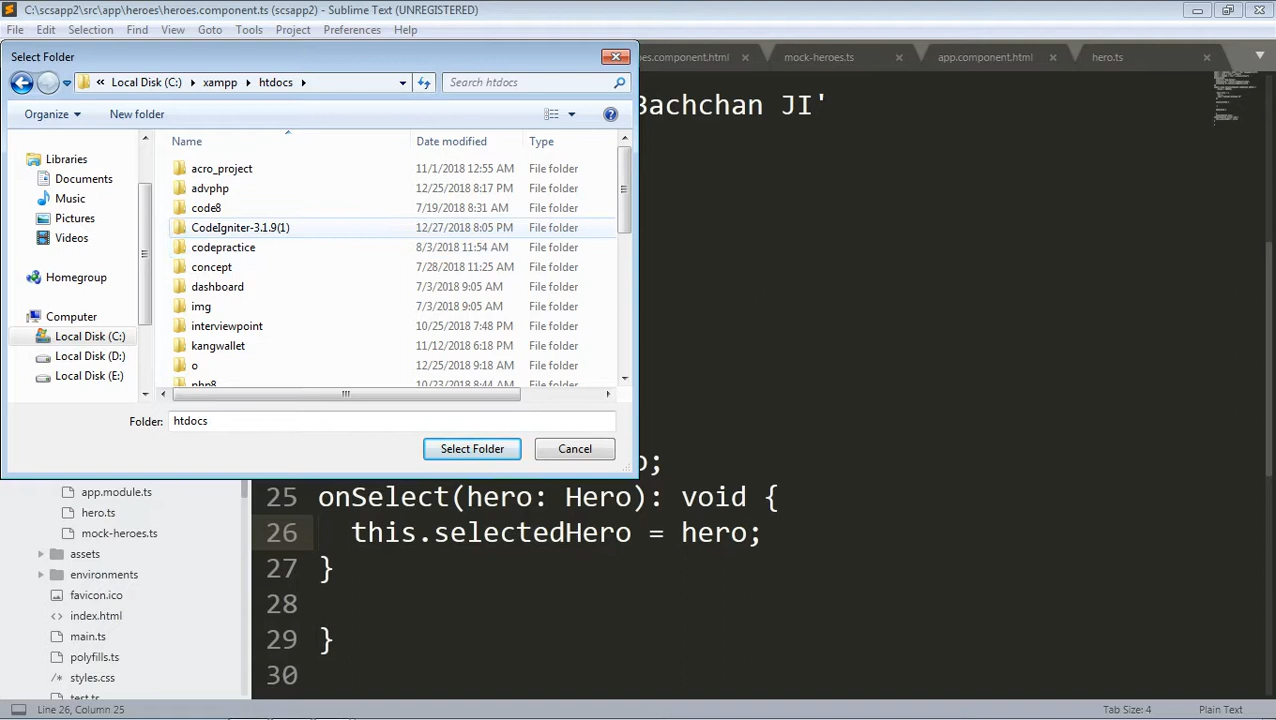 C:\scsapp2\src\app\heroes\heroes.component.ts (scsapp2) - Sublime Text (UNREGISTERED)
File Edit Selection Find View Goto Tools Project Preferences Help
Select Folder
es.component.html mock-heroes.ts app.component.html hero.ts
« Local Disk (C:) xampp htdocs Search htdocs
Bachchan JI'
Organize New folder
Name Date modified Type
Libraries
Documents
Music
Pictures
Videos
Homegroup
Computer
Local Disk (C:)
Local Disk (D:)
Local Disk (E:)
acro_project 11/1/2018 12:55 AM File folder
advphp 12/25/2018 8:17 PM File folder
code8 7/19/2018 8:31 AM File folder
CodeIgniter-3.1.9(1) 12/27/2018 8:05 PM File folder
codepractice 8/3/2018 11:54 AM File folder
concept 7/28/2018 11:25 AM File folder
dashboard 7/3/2018 9:05 AM File folder
img 7/3/2018 9:05 AM File folder
interviewpoint 10/25/2018 7:48 PM File folder
kangwallet 11/12/2018 6:18 PM File folder
o 12/25/2018 9:18 AM File folder
php8 10/23/2018 8:44 AM File folder
Folder: htdocs
Select Folder Cancel
o;
25 onSelect(hero: Hero): void {
26 this.selectedHero = hero;
27 }
28
29 }
30
app.module.ts
hero.ts
mock-heroes.ts
assets
environments
favicon.ico
index.html
main.ts
polyfills.ts
styles.css
test.ts
Line 26, Column 25 Tab Size: 4 Plain Text